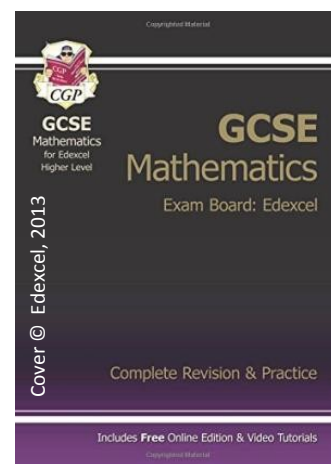 Copyrighted Material
CGP
GCSE
Mathematics
for Edexcel
Higher Level
GCSE
Mathematics
Exam Board: Edexcel
Cover © Edexcel, 2013
Complete Revision & Practice
Includes Free Online Edition & Video Tutorials
Copyrighted Material